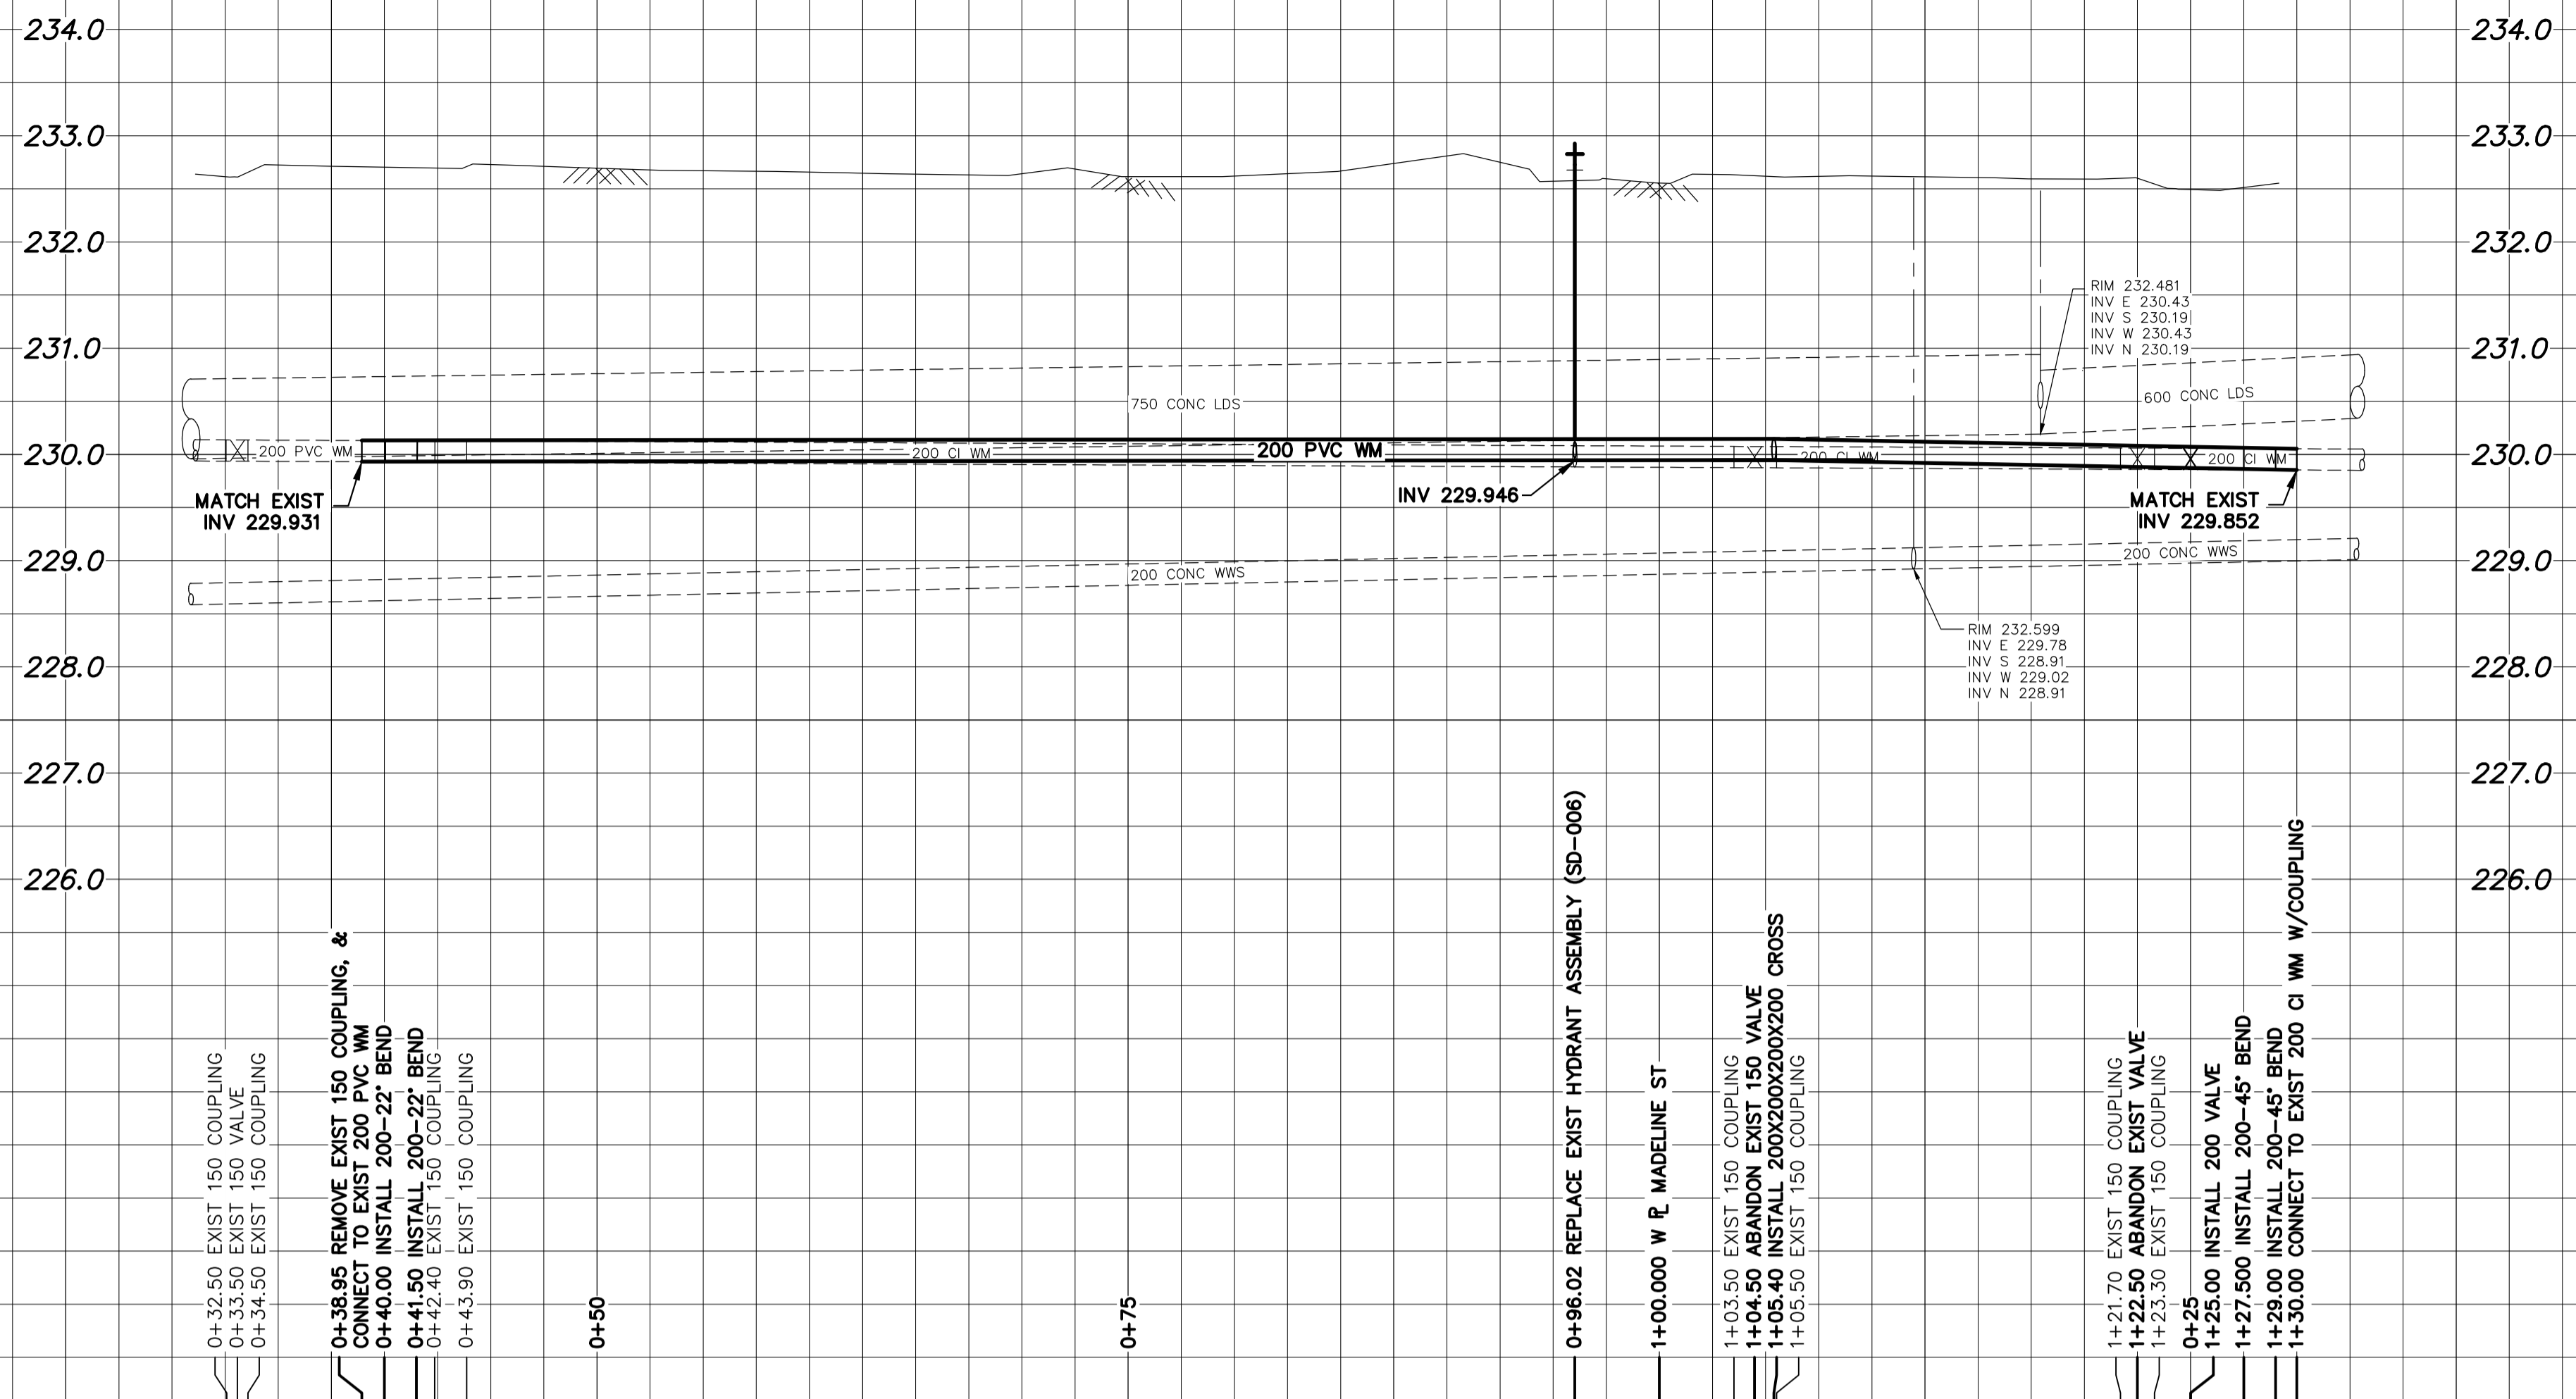 234.0
234.0
233.0
233.0
232.0
232.0
RIM 232.481
INV E 230.43
INV S 230.19
INV W 230.43
INV N 230.19
231.0
231.0
750 CONC LDS
600 CONC LDS
230.0
200 PVC WM
200 CI WM
200 PVC WM
200 CI WM
200 CI WM
230.0
MATCH EXIST
INV 229.931
INV 229.946
MATCH EXIST
INV 229.852
229.0
200 CONC WWS
200 CONC WWS
229.0
RIM 232.599
INV E 229.78
INV S 228.91
INV W 229.02
INV N 228.91
228.0
228.0
227.0
227.0
226.0
226.0
0+32.50 EXIST 150 COUPLING
0+33.50 EXIST 150 VALVE
0+34.50 EXIST 150 COUPLING
0+38.95 REMOVE EXIST 150 COUPLING, &
CONNECT TO EXIST 200 PVC WM
0+40.00 INSTALL 200-22° BEND
0+41.50 INSTALL 200-22° BEND
0+42.40 EXIST 150 COUPLING
0+43.90 EXIST 150 COUPLING
0+50
0+75
0+96.02 REPLACE EXIST HYDRANT ASSEMBLY (SD-006)
1+00.000 W PL MADELINE ST
1+03.50 EXIST 150 COUPLING
1+04.50 ABANDON EXIST 150 VALVE
1+05.40 INSTALL 200X200X200X200 CROSS
1+05.50 EXIST 150 COUPLING
1+21.70 EXIST 150 COUPLING
1+22.50 ABANDON EXIST VALVE
1+23.30 EXIST 150 COUPLING
0+25
1+25.00 INSTALL 200 VALVE
1+27.500 INSTALL 200-45° BEND
1+29.00 INSTALL 200-45° BEND
1+30.00 CONNECT TO EXIST 200 CI WM W/COUPLING